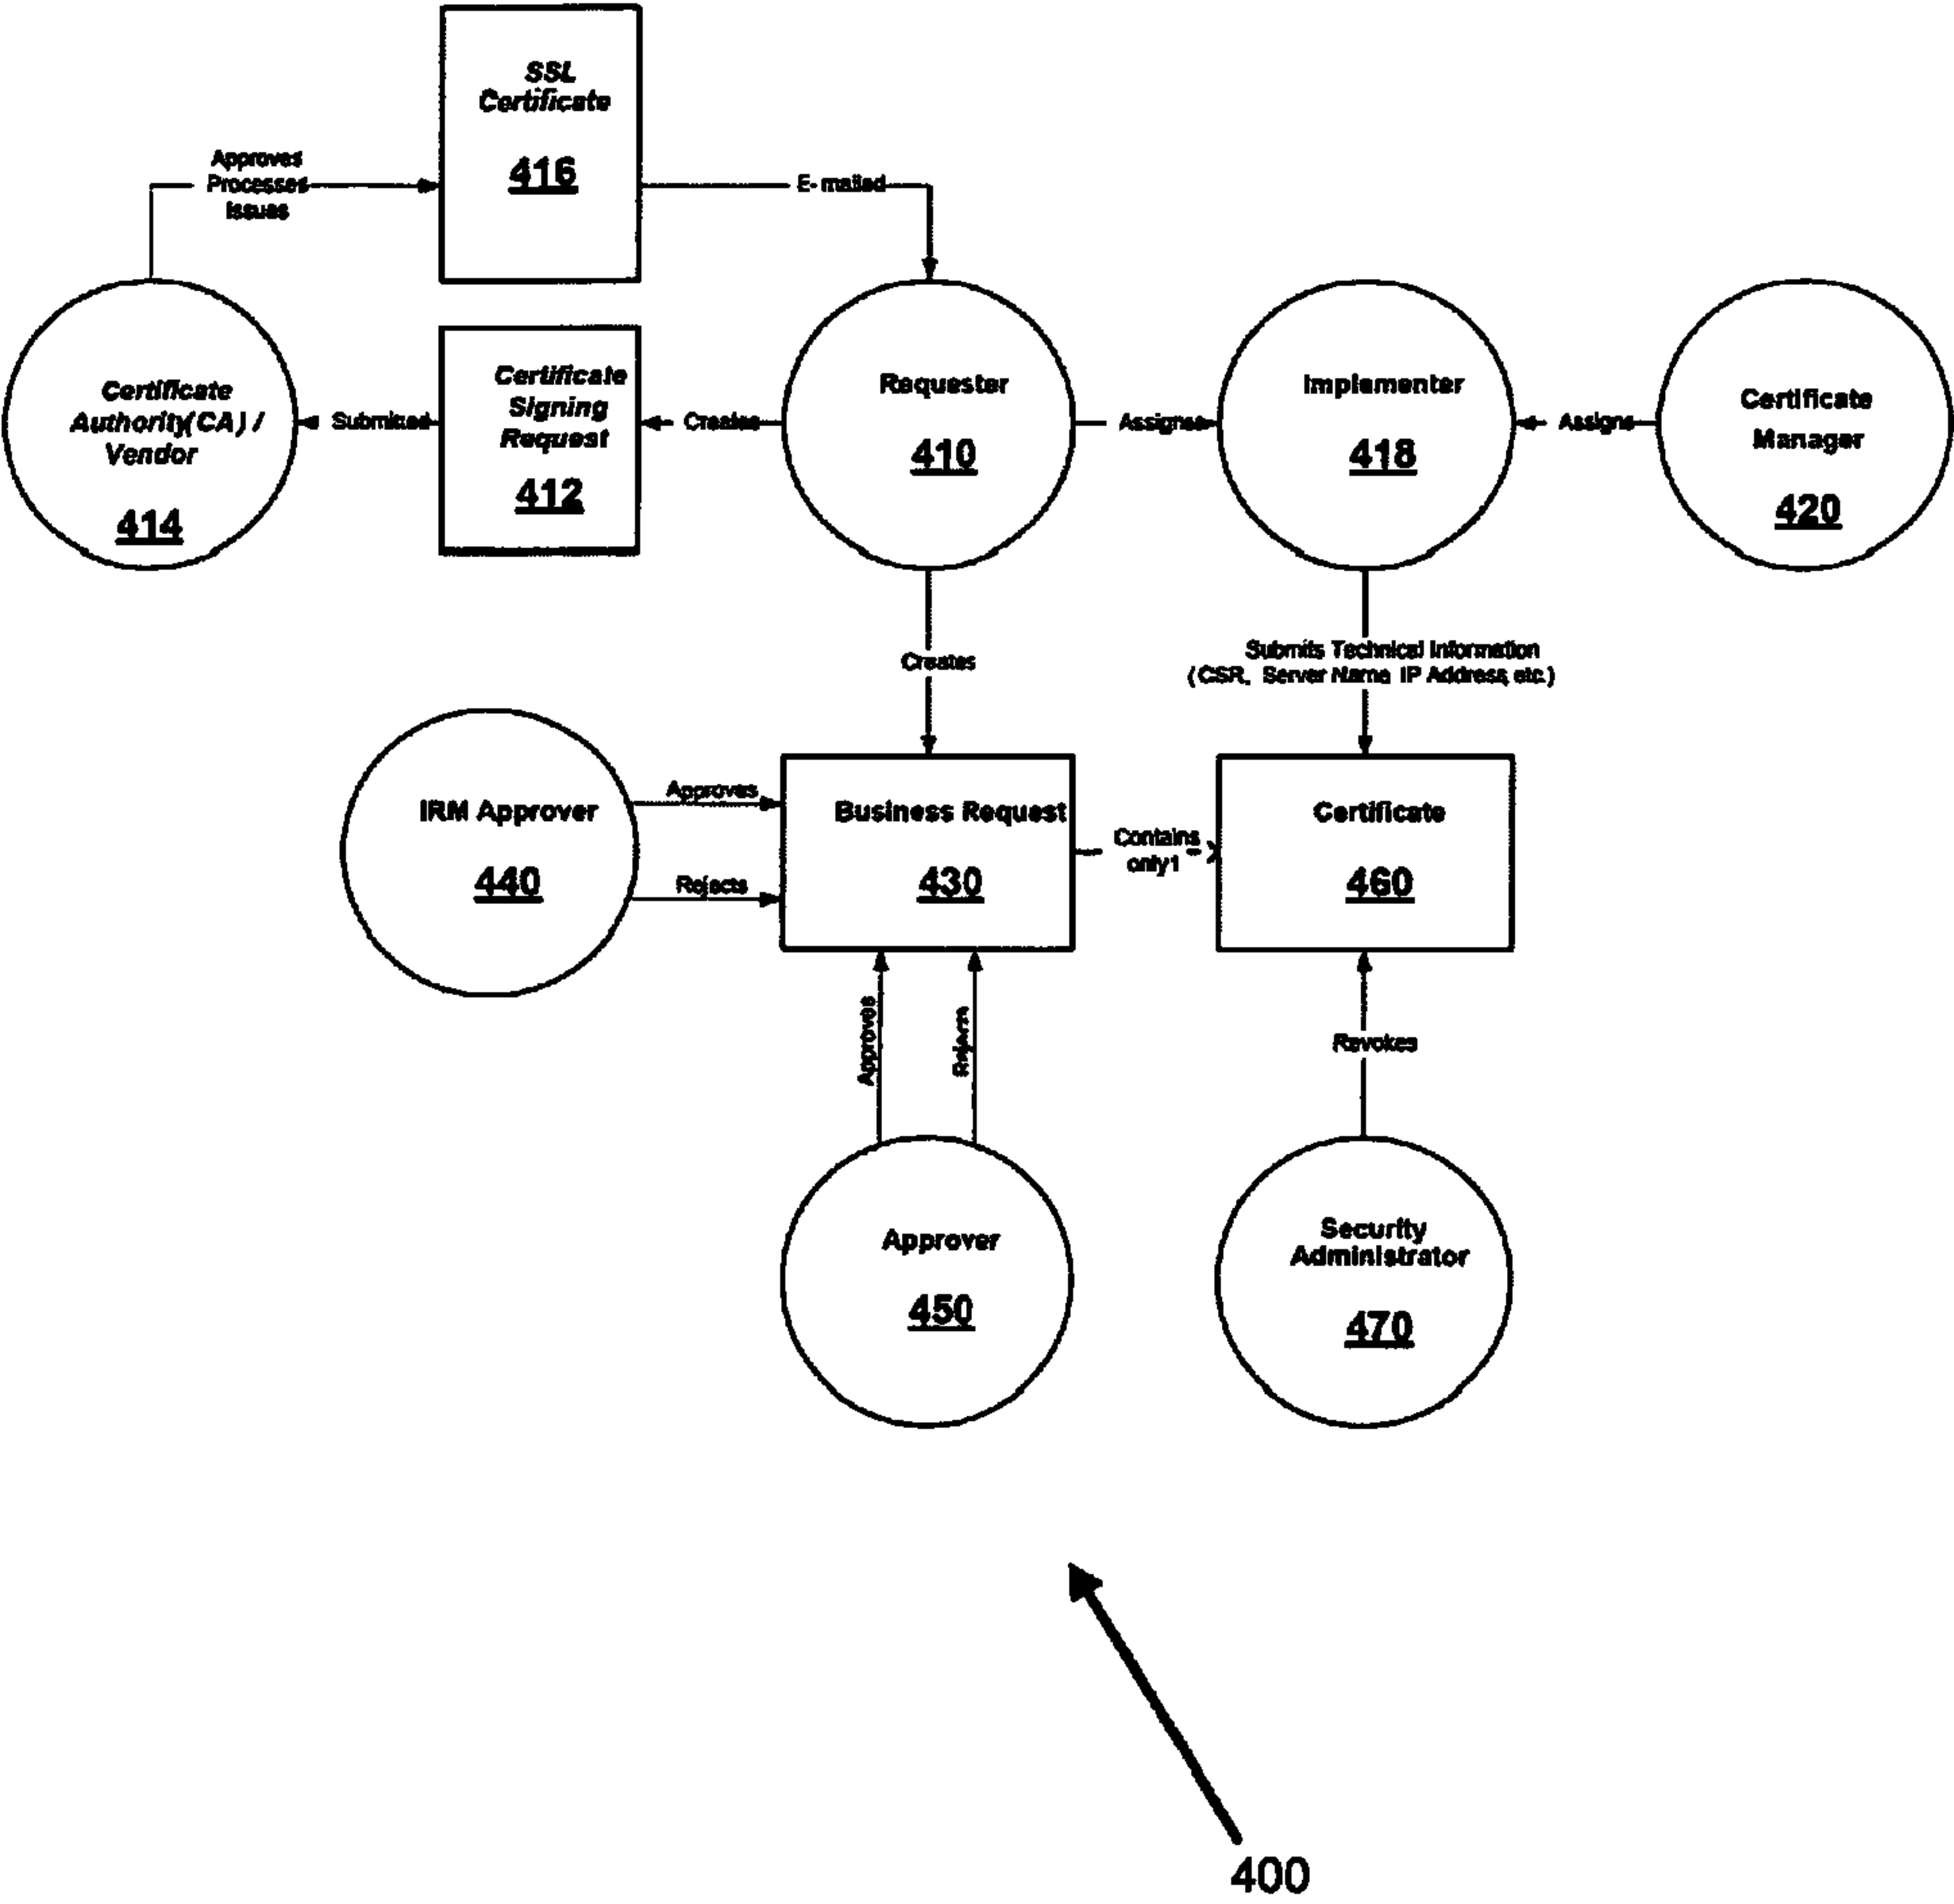 SSL
Certificate
416
Approves
Processes
Issues
E- mailed
Certificate
Authority(CA) /
Vendor
414
Submitted
Certificate
Signing
Request
412
Creates
Requester
410
Assigns
Implementer
418
Assigns
Certificate
Manager
420
Creates
Submits Technical Information
(CSR, Server Name IP Address etc.)
IRM Approver
440
Approves
Rejects
Business Request
430
Contains
only1
Certificate
460
Approves
Rejects
Revokes
Approver
450
Security
Administrator
470
400